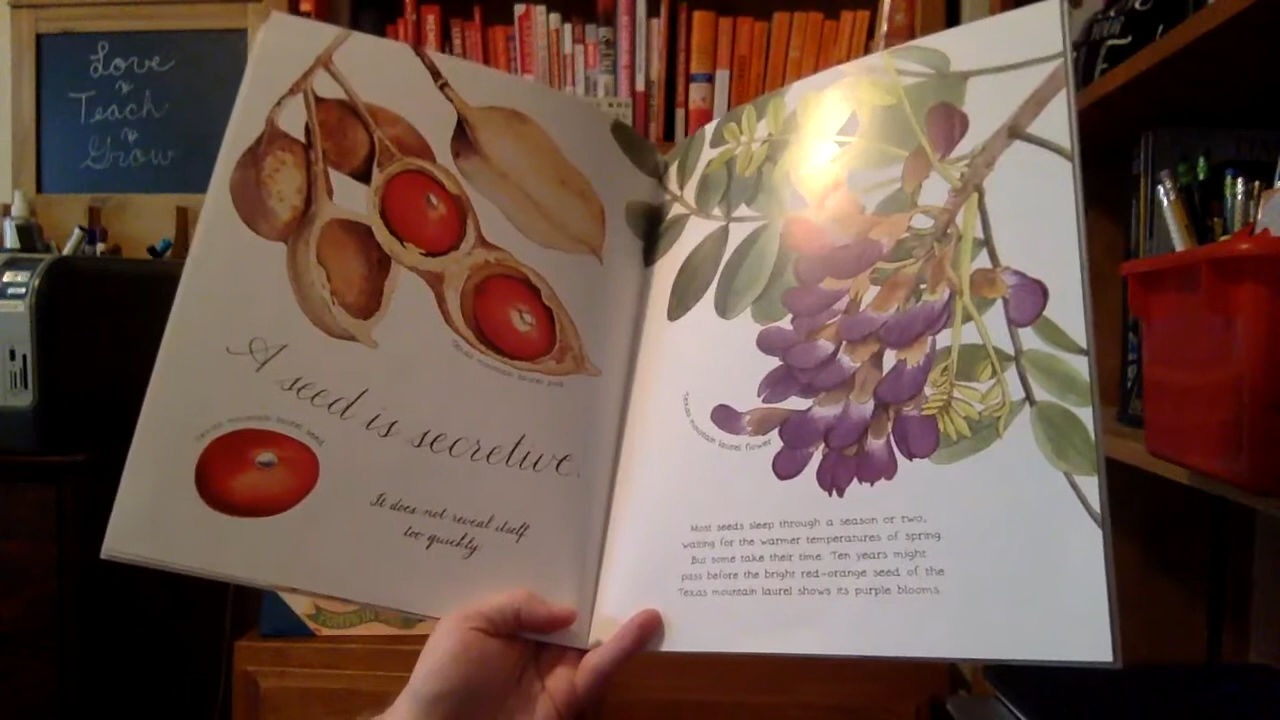 Love
Teach
Grow
Texas mountain laurel pod
A seed is secretive.
Texas mountain laurel seed
It does not reveal itself
too quickly.
Texas mountain laurel flower
Most seeds sleep through a season or two,
waiting for the warmer temperatures of spring.
But some take their time. Ten years might
pass before the bright red-orange seed of the
Texas mountain laurel shows its purple blooms.